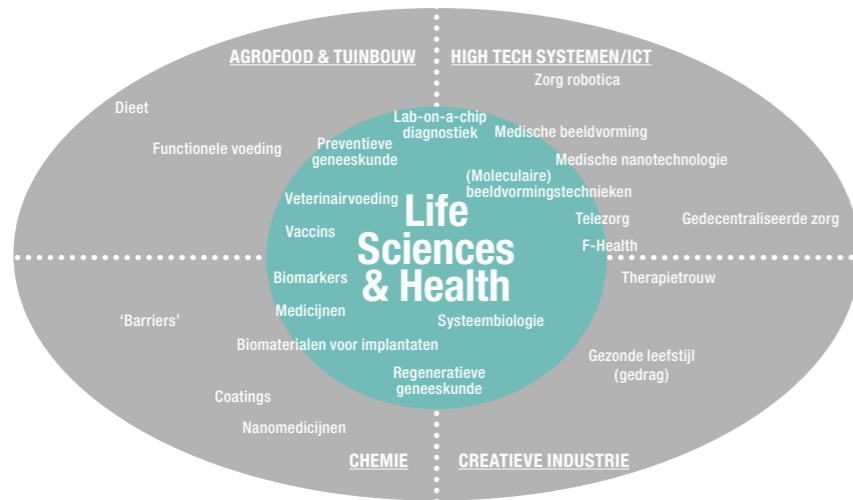 AGROFOOD & TUINBOUW
HIGH TECH SYSTEMEN/ICT
Zorg robotica
Dieet
Lab-on-a-chip
diagnostiek
Medische beeldvorming
Functionele voeding
Preventieve
geneeskunde
Medische nanotechnologie
(Moleculaire)
beeldvormingstechnieken
Veterinairvoeding
Life
Sciences
& Health
Telezorg
Gedecentraliseerde zorg
Vaccins
F-Health
Biomarkers
Therapietrouw
Medicijnen
'Barriers'
Systeembiologie
Biomaterialen voor implantaten
Gezonde leefstijl
(gedrag)
Regeneratieve
geneeskunde
Coatings
Nanomedicijnen
CHEMIE
CREATIEVE INDUSTRIE